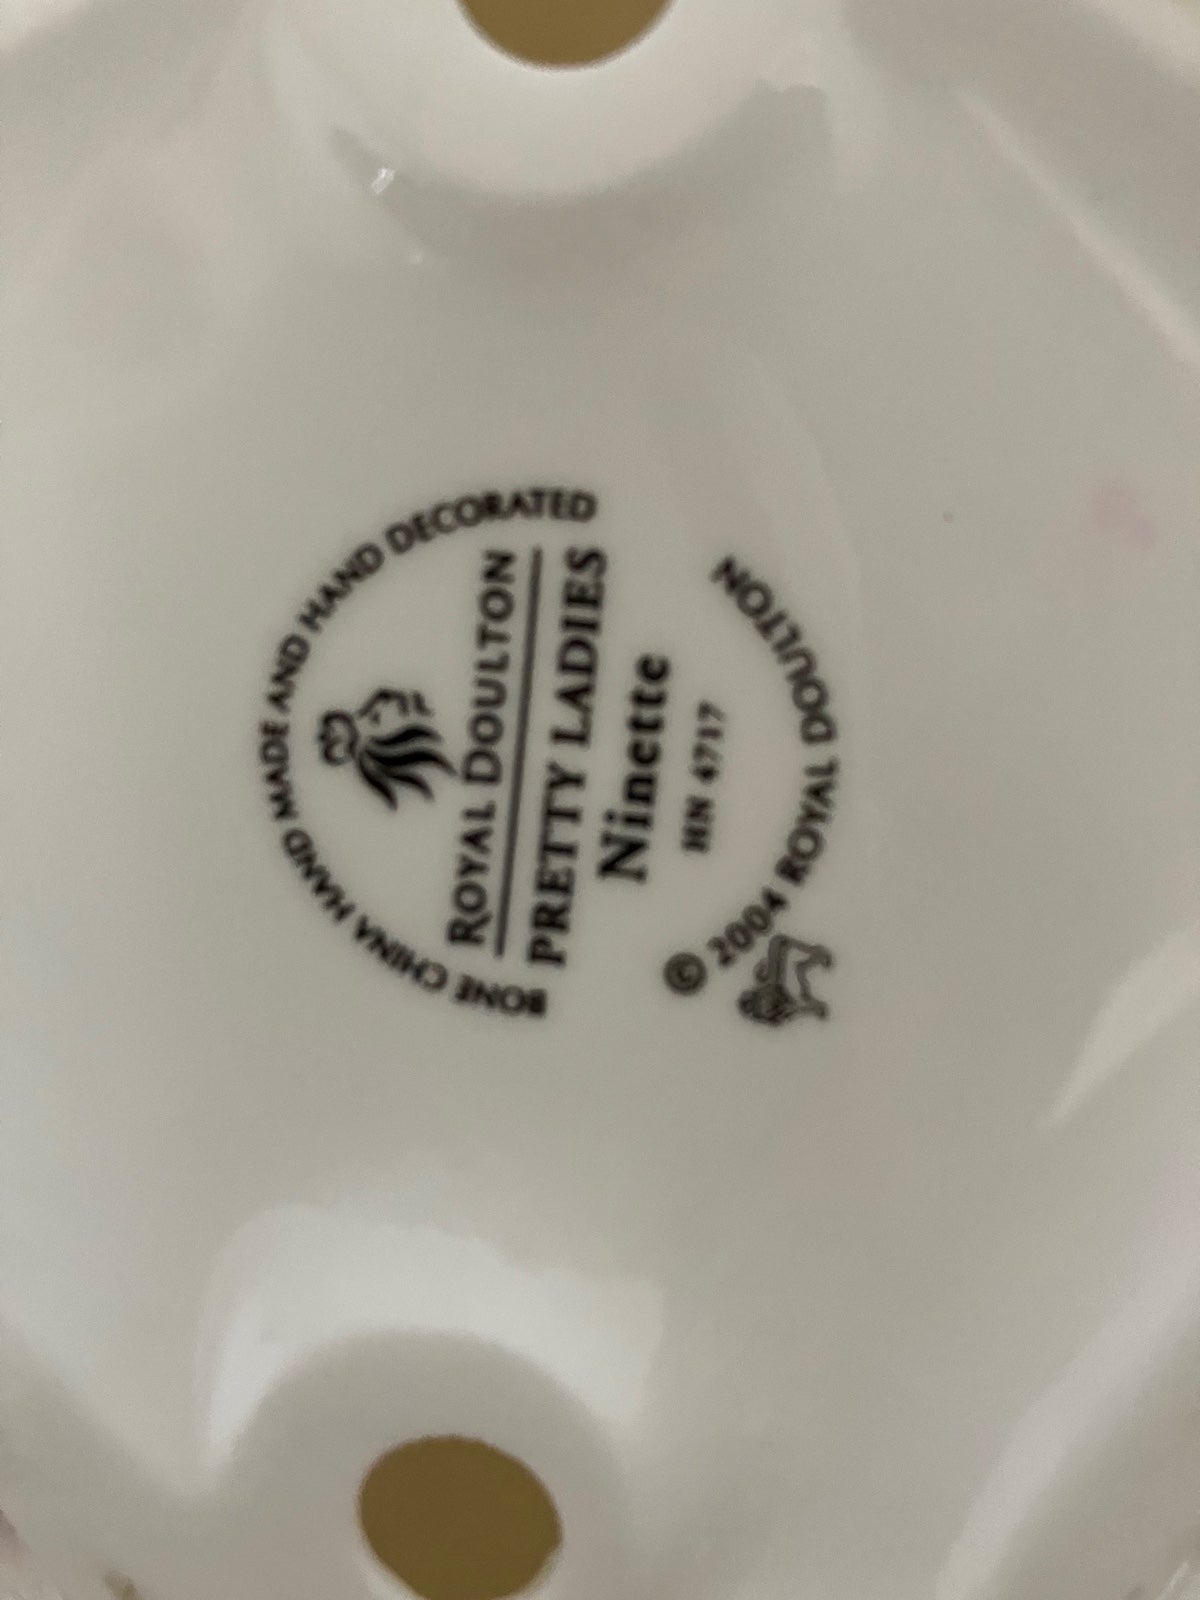 BONE CHINA HAND MADE AND HAND DECORATED
ROYAL DOULTON
PRETTY LADIES
Ninette
HN 4717
© 2004 ROYAL DOULTON